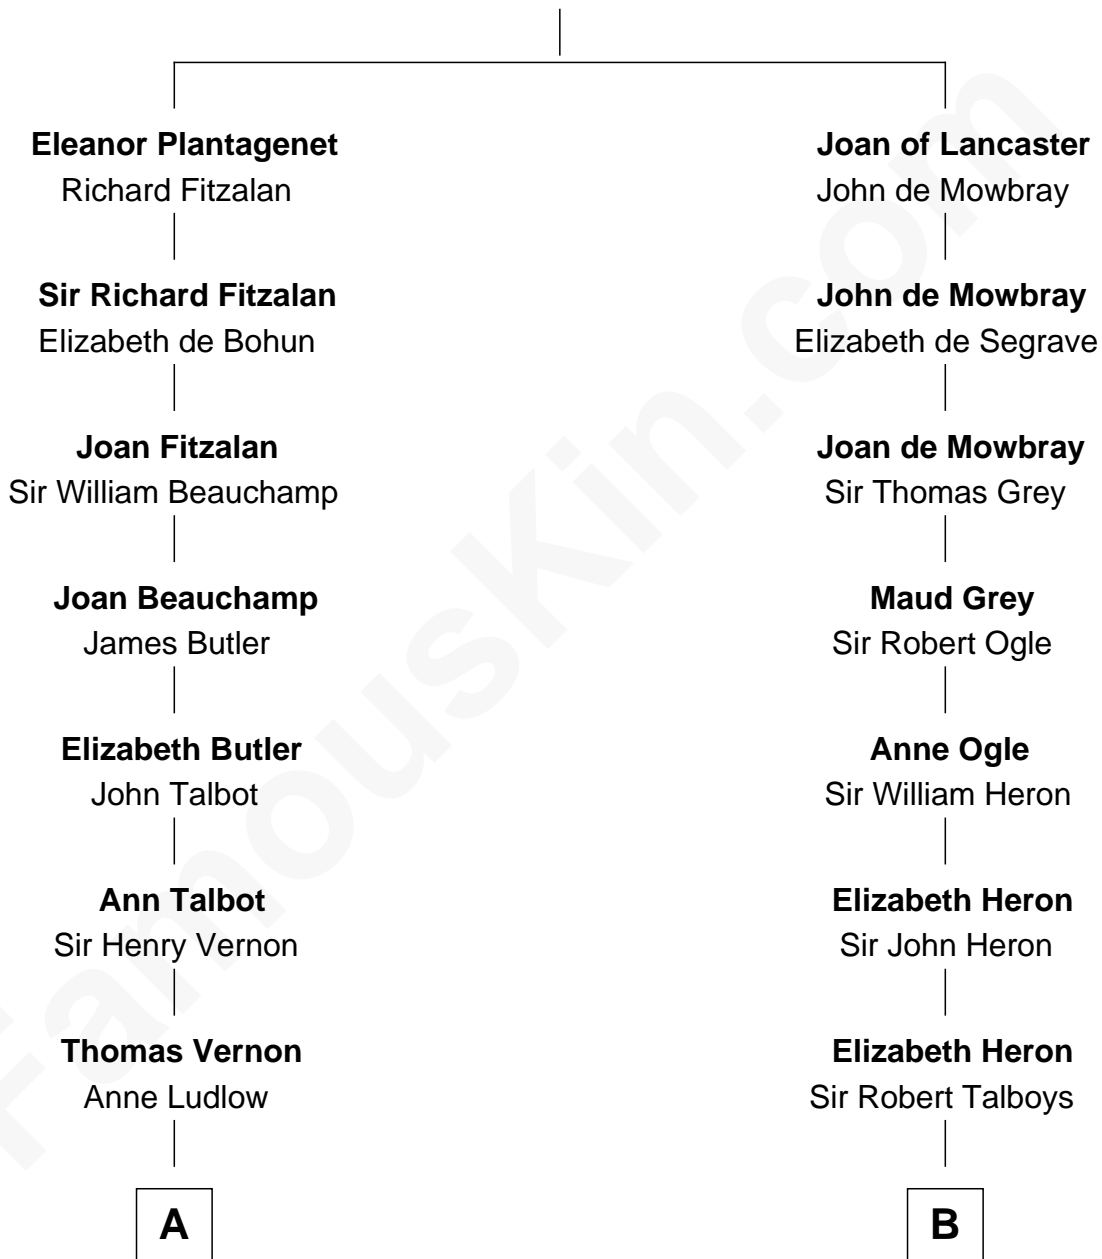 Eleanor Plantagenet
Richard Fitzalan
Sir Richard Fitzalan
Elizabeth de Bohun
Joan Fitzalan
Sir William Beauchamp
Joan Beauchamp
James Butler
Elizabeth Butler
John Talbot
Ann Talbot
Sir Henry Vernon
Thomas Vernon
Anne Ludlow
A
Joan of Lancaster
John de Mowbray
John de Mowbray
Elizabeth de Segrave
Joan de Mowbray
Sir Thomas Grey
Maud Grey
Sir Robert Ogle
Anne Ogle
Sir William Heron
Elizabeth Heron
Sir John Heron
Elizabeth Heron
Sir Robert Talboys
B
FamousKin.com